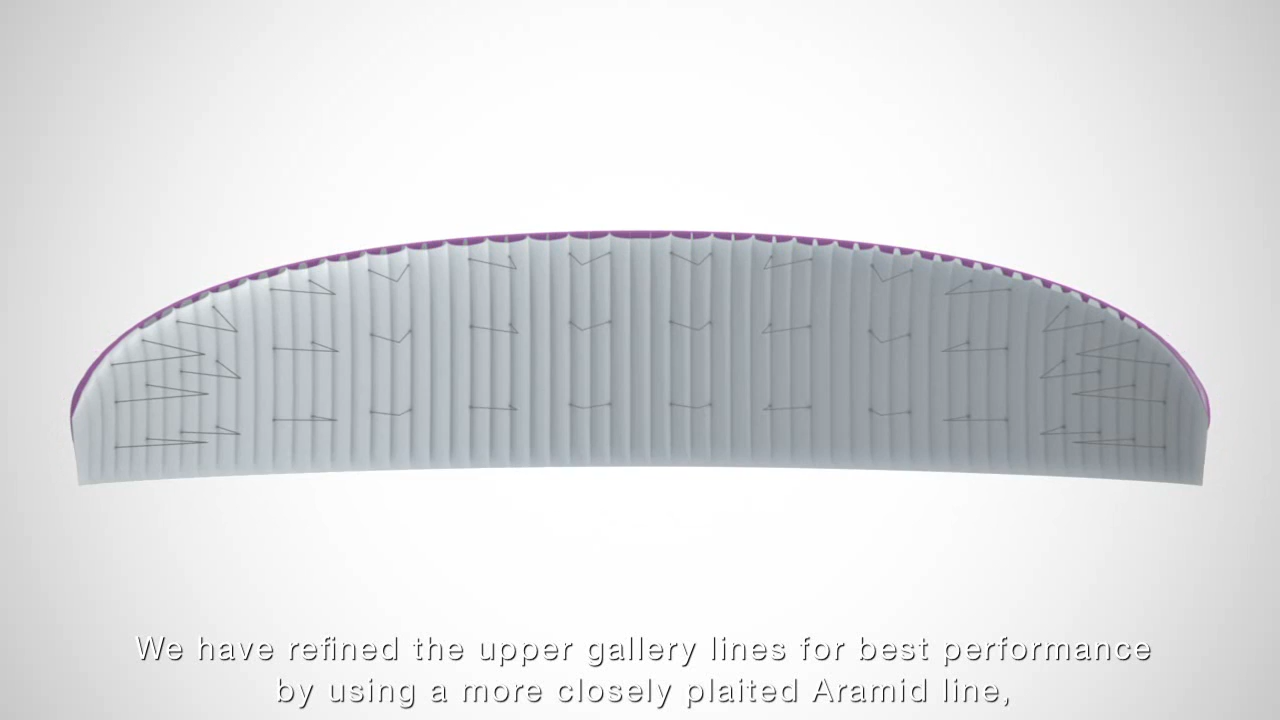 We have refined the upper gallery lines for best performance
by using a more closely plaited Aramid line,